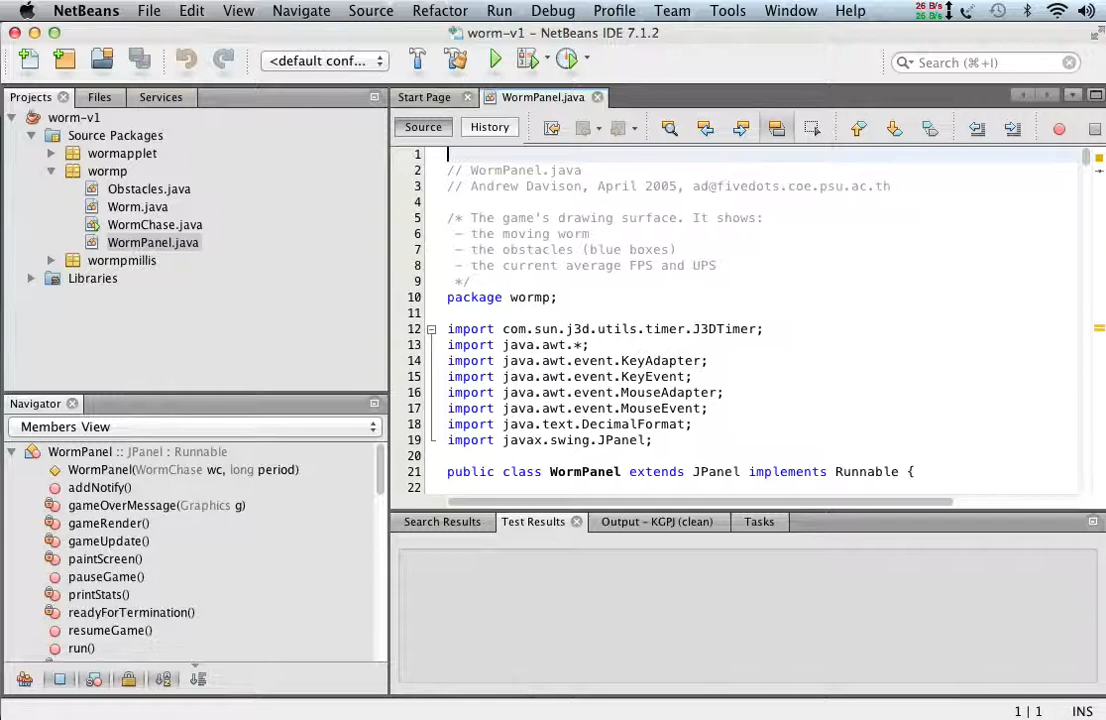 NetBeans File Edit View Navigate Source Refactor Run Debug Profile Team Tools Window Help 26 B/s 26 B/s
worm-v1 – NetBeans IDE 7.1.2
<default conf... Search (⌘+I)
Projects Files Services
worm-v1
Source Packages
wormapplet
wormp
Obstacles.java
Worm.java
WormChase.java
WormPanel.java
wormpmillis
Libraries
Navigator
Members View
WormPanel :: JPanel : Runnable
WormPanel(WormChase wc, long period)
addNotify()
gameOverMessage(Graphics g)
gameRender()
gameUpdate()
paintScreen()
pauseGame()
printStats()
readyForTermination()
resumeGame()
run()
Start Page WormPanel.java
Source History
1
2 // WormPanel.java
3 // Andrew Davison, April 2005, ad@fivedots.coe.psu.ac.th
4
5 /* The game's drawing surface. It shows:
6 - the moving worm
7 - the obstacles (blue boxes)
8 - the current average FPS and UPS
9 */
10 package wormp;
11
12 import com.sun.j3d.utils.timer.J3DTimer;
13 import java.awt.*;
14 import java.awt.event.KeyAdapter;
15 import java.awt.event.KeyEvent;
16 import java.awt.event.MouseAdapter;
17 import java.awt.event.MouseEvent;
18 import java.text.DecimalFormat;
19 import javax.swing.JPanel;
20
21 public class WormPanel extends JPanel implements Runnable {
22
Search Results Test Results Output – KGPJ (clean) Tasks
1 | 1 INS